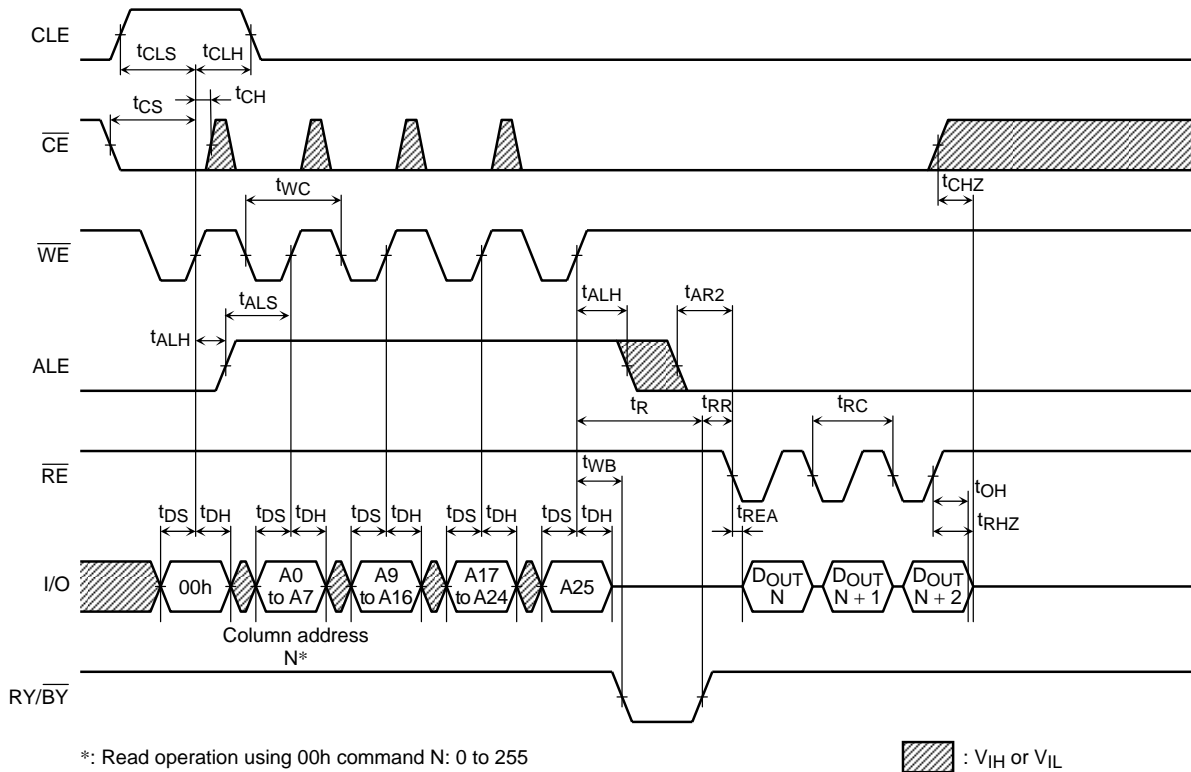 CLE
tCLS tCLH
tCS tCH
CE
tCHZ
tWC
WE
tALH tALS tALH tAR2
ALE
tR tRR tRC
RE
tWB tOH
tREA tRHZ
tDS tDH tDS tDH tDS tDH tDS tDH tDS tDH
I/O
00h
A0
to A7
A9
to A16
A17
to A24
A25
DOUT
N
DOUT
N + 1
DOUT
N + 2
Column address
N*
RY/BY
*: Read operation using 00h command N: 0 to 255
: VIH or VIL